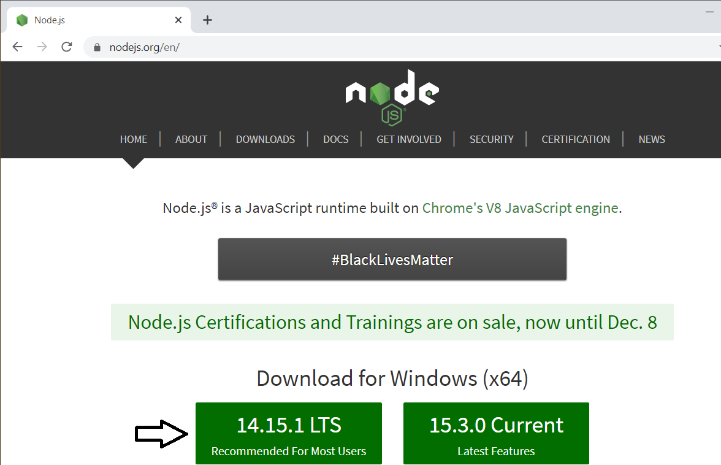 Node.js
nodejs.org/en/
node
JS
HOME | ABOUT | DOWNLOADS | DOCS | GET INVOLVED | SECURITY | CERTIFICATION | NEWS
Node.js® is a JavaScript runtime built on Chrome's V8 JavaScript engine.
#BlackLivesMatter
Node.js Certifications and Trainings are on sale, now until Dec. 8
Download for Windows (x64)
14.15.1 LTS
Recommended For Most Users
15.3.0 Current
Latest Features